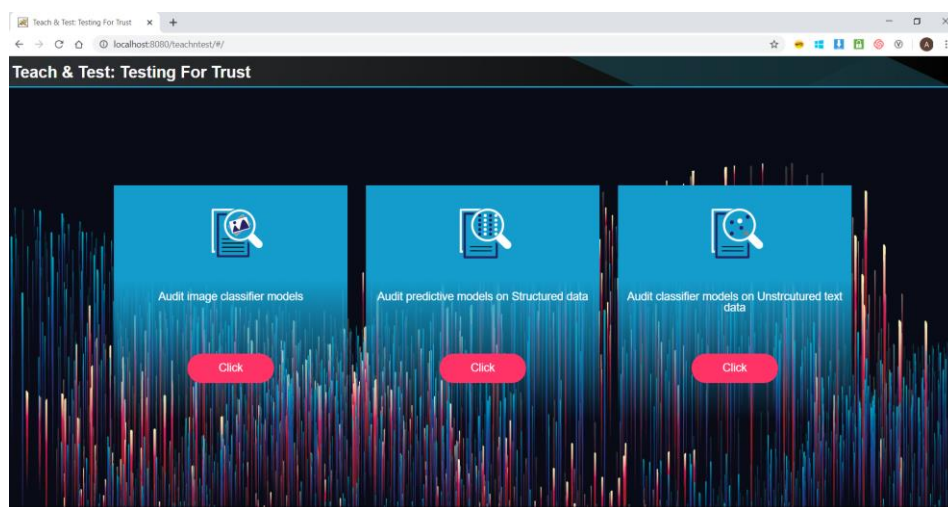 Teach & Test: Testing For Trust
localhost:8080/teachntest/#/
Teach & Test: Testing For Trust
Audit image classifier models
Click
Audit predictive models on Structured data
Click
Audit classifier models on Unstrcutured text
data
Click